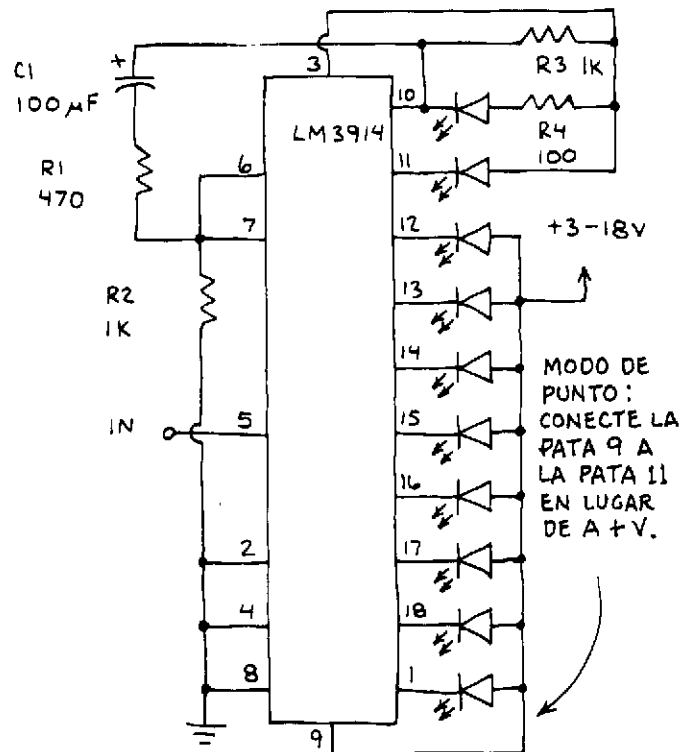 C1
+
100 µF
R1
470
R2
1K
IN
3
LM3914
6
7
5
2
4
8
9
10
11
12
13
14
15
16
17
18
1
R3 1K
R4
100
+3-18V
MODO DE
PUNTO:
CONECTE LA
PATA 9 A
LA PATA 11
EN LUGAR
DE A +V.